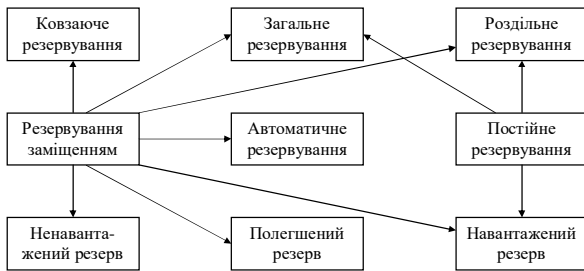 Ковзаюче
резервування
Загальне
резервування
Роздільне
резервування
Резервування
заміщенням
Автоматичне
резервування
Постійне
резервування
Ненаванта-
жений резерв
Полегшений
резерв
Навантажений
резерв